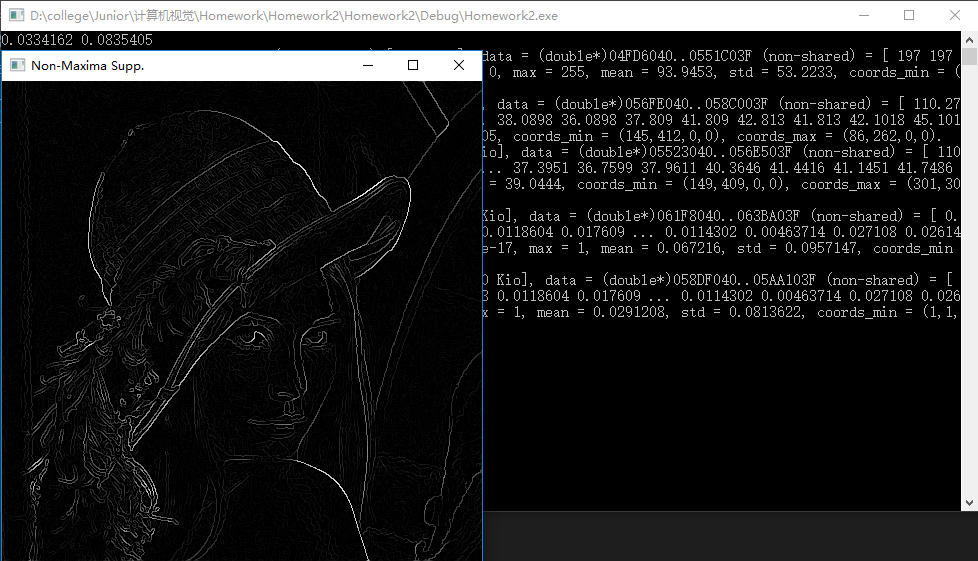 D:\college\Junior\计算机视觉\Homework\Homework2\Homework2\Debug\Homework2.exe
0.0334162 0.0835405
Non-Maxima Supp.
data = (double*)04FD6040..0551C03F (non-shared) = [ 197 197
0, max = 255, mean = 93.9453, std = 53.2233, coords_min = (
, data = (double*)056FE040..058C003F (non-shared) = [ 110.27
38.0898 36.0898 37.809 41.809 42.813 41.813 42.1018 45.101
05, coords_min = (145,412,0,0), coords_max = (86,262,0,0).
io], data = (double*)05523040..056E503F (non-shared) = [ 110
... 37.3951 36.7599 37.9611 40.3646 41.4416 41.1451 41.7486
= 39.0444, coords_min = (149,409,0,0), coords_max = (301,30
Kio], data = (double*)061F8040..063BA03F (non-shared) = [ 0.
0.0118604 0.017609 ... 0.0114302 0.00463714 0.027108 0.02614
e-17, max = 1, mean = 0.067216, std = 0.0957147, coords_min
0 Kio], data = (double*)058DF040..05AA103F (non-shared) = [
3 0.0118604 0.017609 ... 0.0114302 0.00463714 0.027108 0.026
x = 1, mean = 0.0291208, std = 0.0813622, coords_min = (1,1,